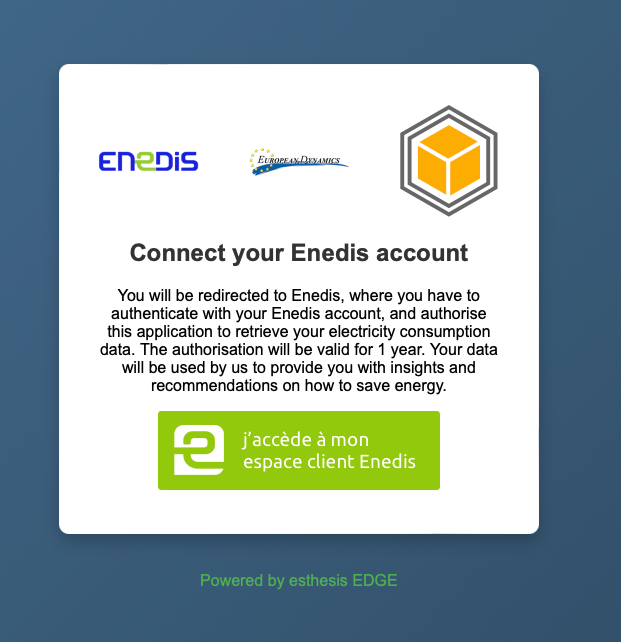 enedis
European Dynamics
Connect your Enedis account
You will be redirected to Enedis, where you have to
authenticate with your Enedis account, and authorise
this application to retrieve your electricity consumption
data. The authorisation will be valid for 1 year. Your data
will be used by us to provide you with insights and
recommendations on how to save energy.
j’accède à mon
espace client Enedis
Powered by esthesis EDGE